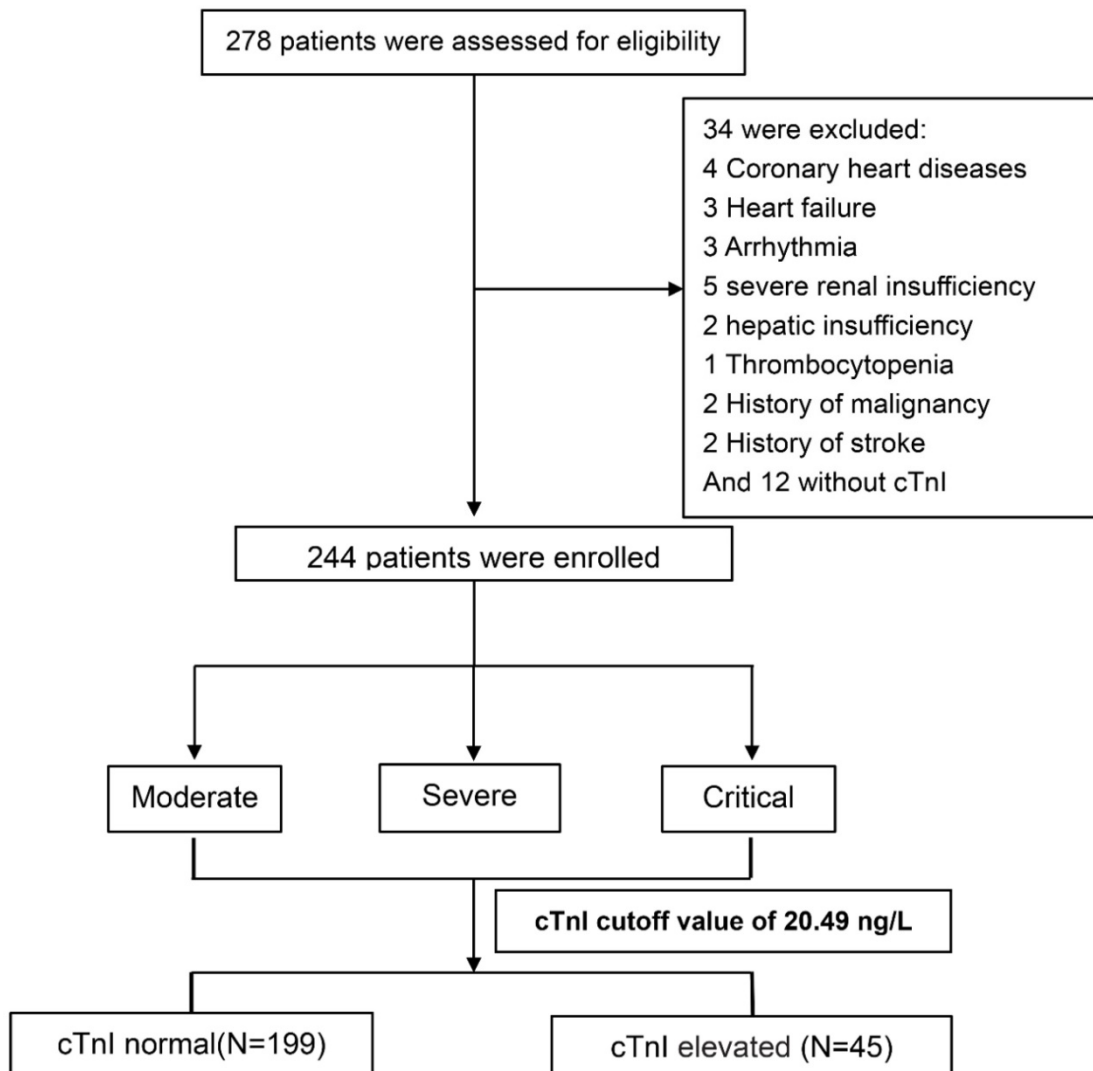 278 patients were assessed for eligibility
34 were excluded:
4 Coronary heart diseases
3 Heart failure
3 Arrhythmia
5 severe renal insufficiency
2 hepatic insufficiency
1 Thrombocytopenia
2 History of malignancy
2 History of stroke
And 12 without cTnI
244 patients were enrolled
Moderate
Severe
Critical
cTnI cutoff value of 20.49 ng/L
cTnI normal(N=199)
cTnI elevated (N=45)